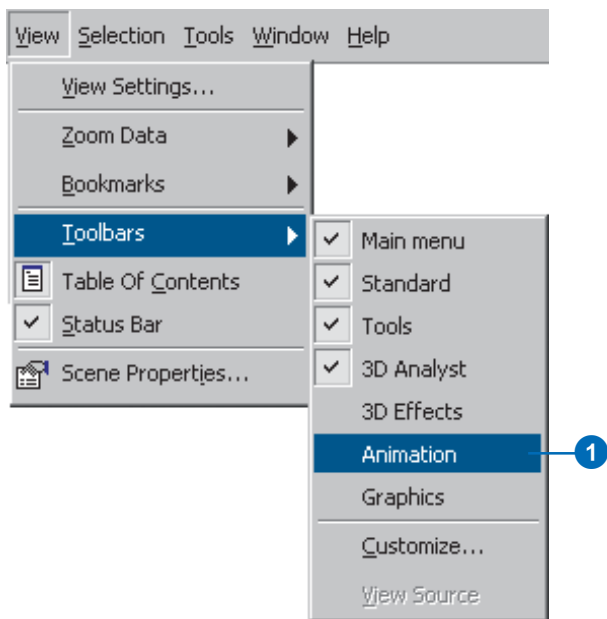 View Selection Tools Window Help
View Settings...
Zoom Data
Bookmarks
Toolbars
Table Of Contents
Status Bar
Scene Properties...
Main menu
Standard
Tools
3D Analyst
3D Effects
Animation
1
Graphics
Customize...
View Source